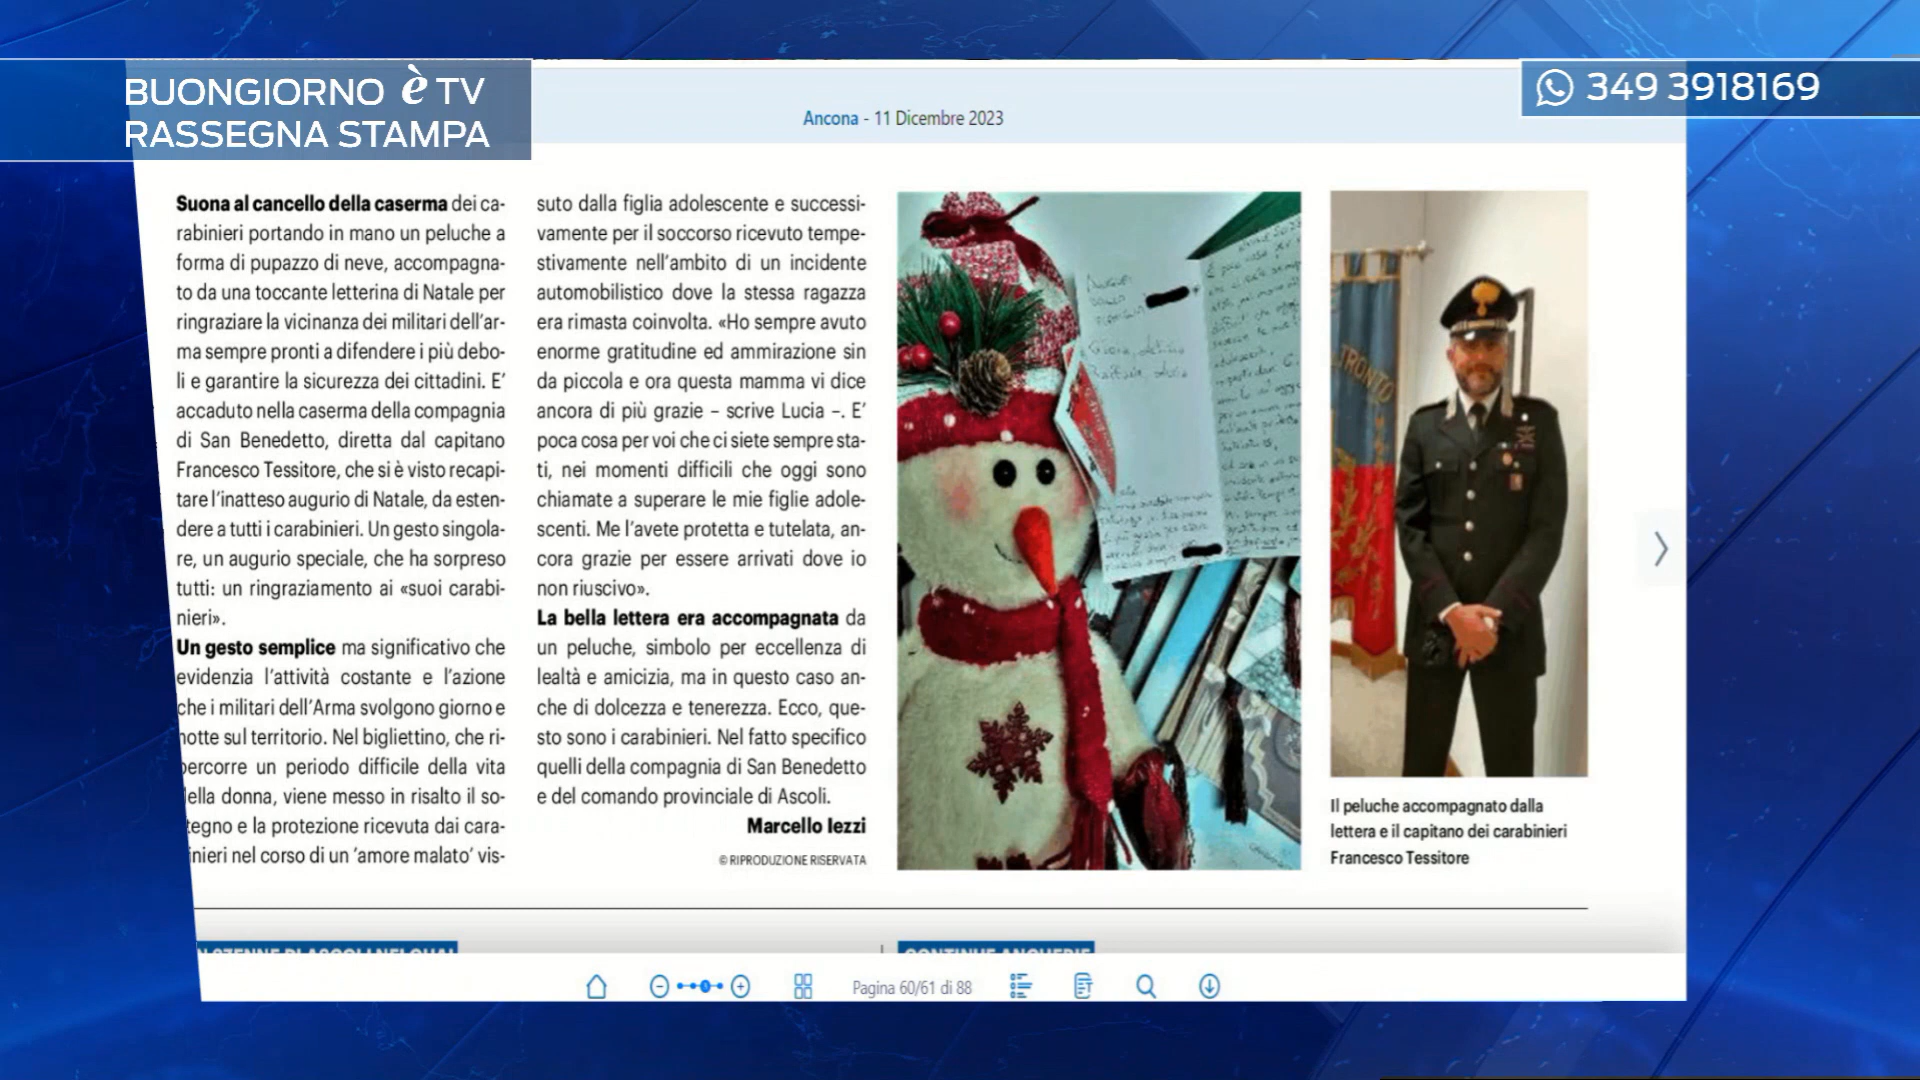 BUONGIORNO è TV
RASSEGNA STAMPA
349 3918169
Ancona - 11 Dicembre 2023
Suona al cancello della caserma dei ca-
rabinieri portando in mano un peluche a
forma di pupazzo di neve, accompagna-
to da una toccante letterina di Natale per
ringraziare la vicinanza dei militari dell'ar-
ma sempre pronti a difendere i più debo-
li e garantire la sicurezza dei cittadini. E'
accaduto nella caserma della compagnia
di San Benedetto, diretta dal capitano
Francesco Tessitore, che si è visto recapi-
tare l'inatteso augurio di Natale, da esten-
dere a tutti i carabinieri. Un gesto singola-
re, un augurio speciale, che ha sorpreso
tutti: un ringraziamento ai «suoi carabi-
nieri».
Un gesto semplice ma significativo che
evidenzia l'attività costante e l'azione
che i militari dell'Arma svolgono giorno e
notte sul territorio. Nel bigliettino, che ri-
percorre un periodo difficile della vita
della donna, viene messo in risalto il so-
tegno e la protezione ricevuta dai cara-
inieri nel corso di un 'amore malato' vis-
suto dalla figlia adolescente e successi-
vamente per il soccorso ricevuto tempe-
stivamente nell'ambito di un incidente
automobilistico dove la stessa ragazza
era rimasta coinvolta. «Ho sempre avuto
enorme gratitudine ed ammirazione sin
da piccola e ora questa mamma vi dice
ancora di più grazie – scrive Lucia –. E'
poca cosa per voi che ci siete sempre sta-
ti, nei momenti difficili che oggi sono
chiamate a superare le mie figlie adole-
scenti. Me l'avete protetta e tutelata, an-
cora grazie per essere arrivati dove io
non riuscivo».
La bella lettera era accompagnata da
un peluche, simbolo per eccellenza di
lealtà e amicizia, ma in questo caso an-
che di dolcezza e tenerezza. Ecco, que-
sto sono i carabinieri. Nel fatto specifico
quelli della compagnia di San Benedetto
e del comando provinciale di Ascoli.
Marcello Iezzi
© RIPRODUZIONE RISERVATA
TRONTO
Il peluche accompagnato dalla
lettera e il capitano dei carabinieri
Francesco Tessitore
CONTINUE ANGHERIE
Pagina 60/61 di 88